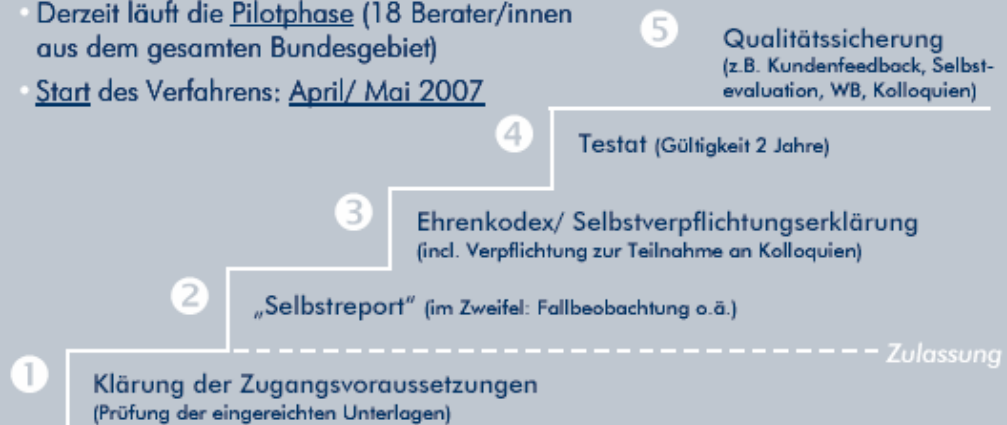 • Derzeit läuft die Pilotphase (18 Berater/innen
aus dem gesamten Bundesgebiet)
• Start des Verfahrens: April/ Mai 2007
5
Qualitätssicherung
(z.B. Kundenfeedback, Selbst-
evaluation, WB, Kolloquien)
4
Testat (Gültigkeit 2 Jahre)
3
Ehrenkodex/ Selbstverpflichtungserklärung
(incl. Verpflichtung zur Teilnahme an Kolloquien)
2
„Selbstreport“ (im Zweifel: Fallbeobachtung o.ä.)
Zulassung
1
Klärung der Zugangsvoraussetzungen
(Prüfung der eingereichten Unterlagen)